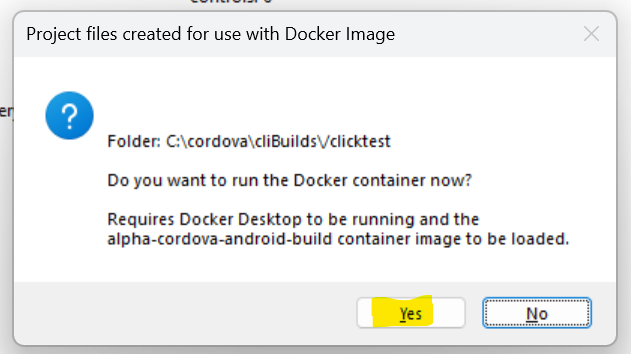 Project files created for use with Docker Image
Folder: C:\cordova\cliBuilds\/clicktest
Do you want to run the Docker container now?
Requires Docker Desktop to be running and the
alpha-cordova-android-build container image to be loaded.
Yes
No